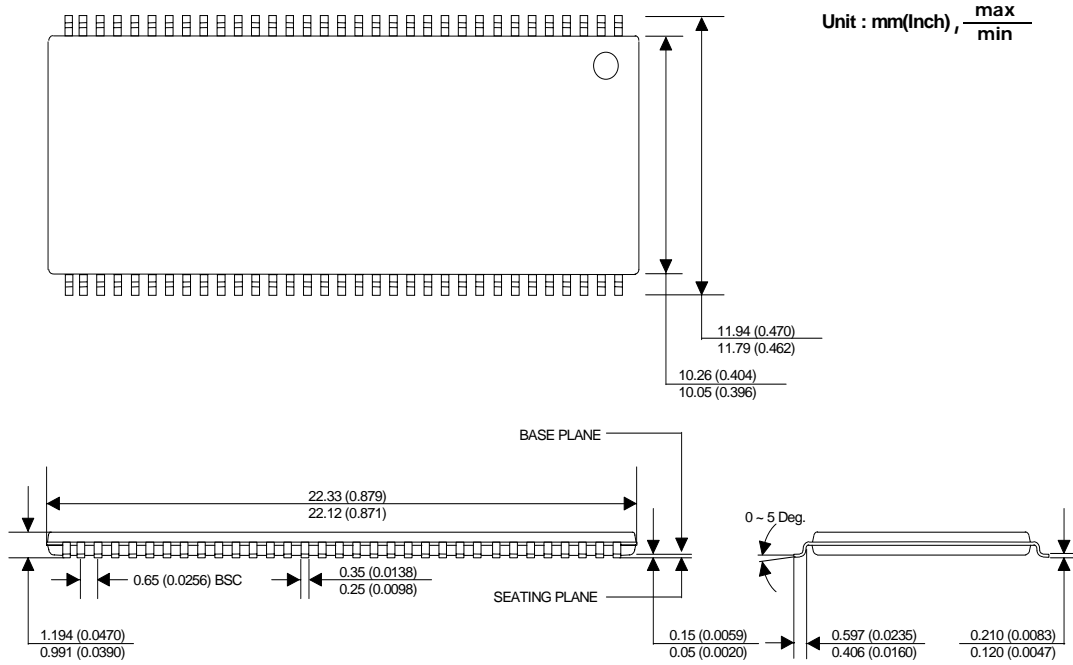 Unit : mm(Inch) , max
min
11.94 (0.470)
11.79 (0.462)
10.26 (0.404)
10.05 (0.396)
BASE PLANE
22.33 (0.879)
22.12 (0.871)
0 ~ 5 Deg.
0.65 (0.0256) BSC
0.35 (0.0138)
0.25 (0.0098)
SEATING PLANE
1.194 (0.0470)
0.991 (0.0390)
0.15 (0.0059)
0.05 (0.0020)
0.597 (0.0235)
0.406 (0.0160)
0.210 (0.0083)
0.120 (0.0047)